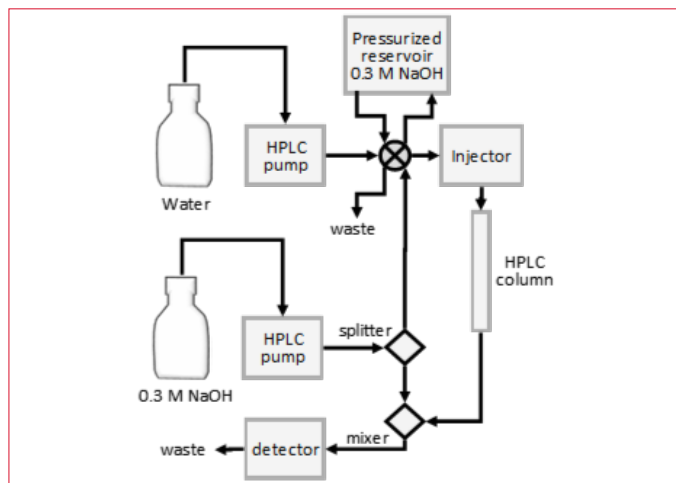 Pressurized
reservoir
0.3 M NaOH
HPLC
pump
Injector
Water
waste
HPLC
column
HPLC
pump
splitter
0.3 M NaOH
mixer
waste
detector